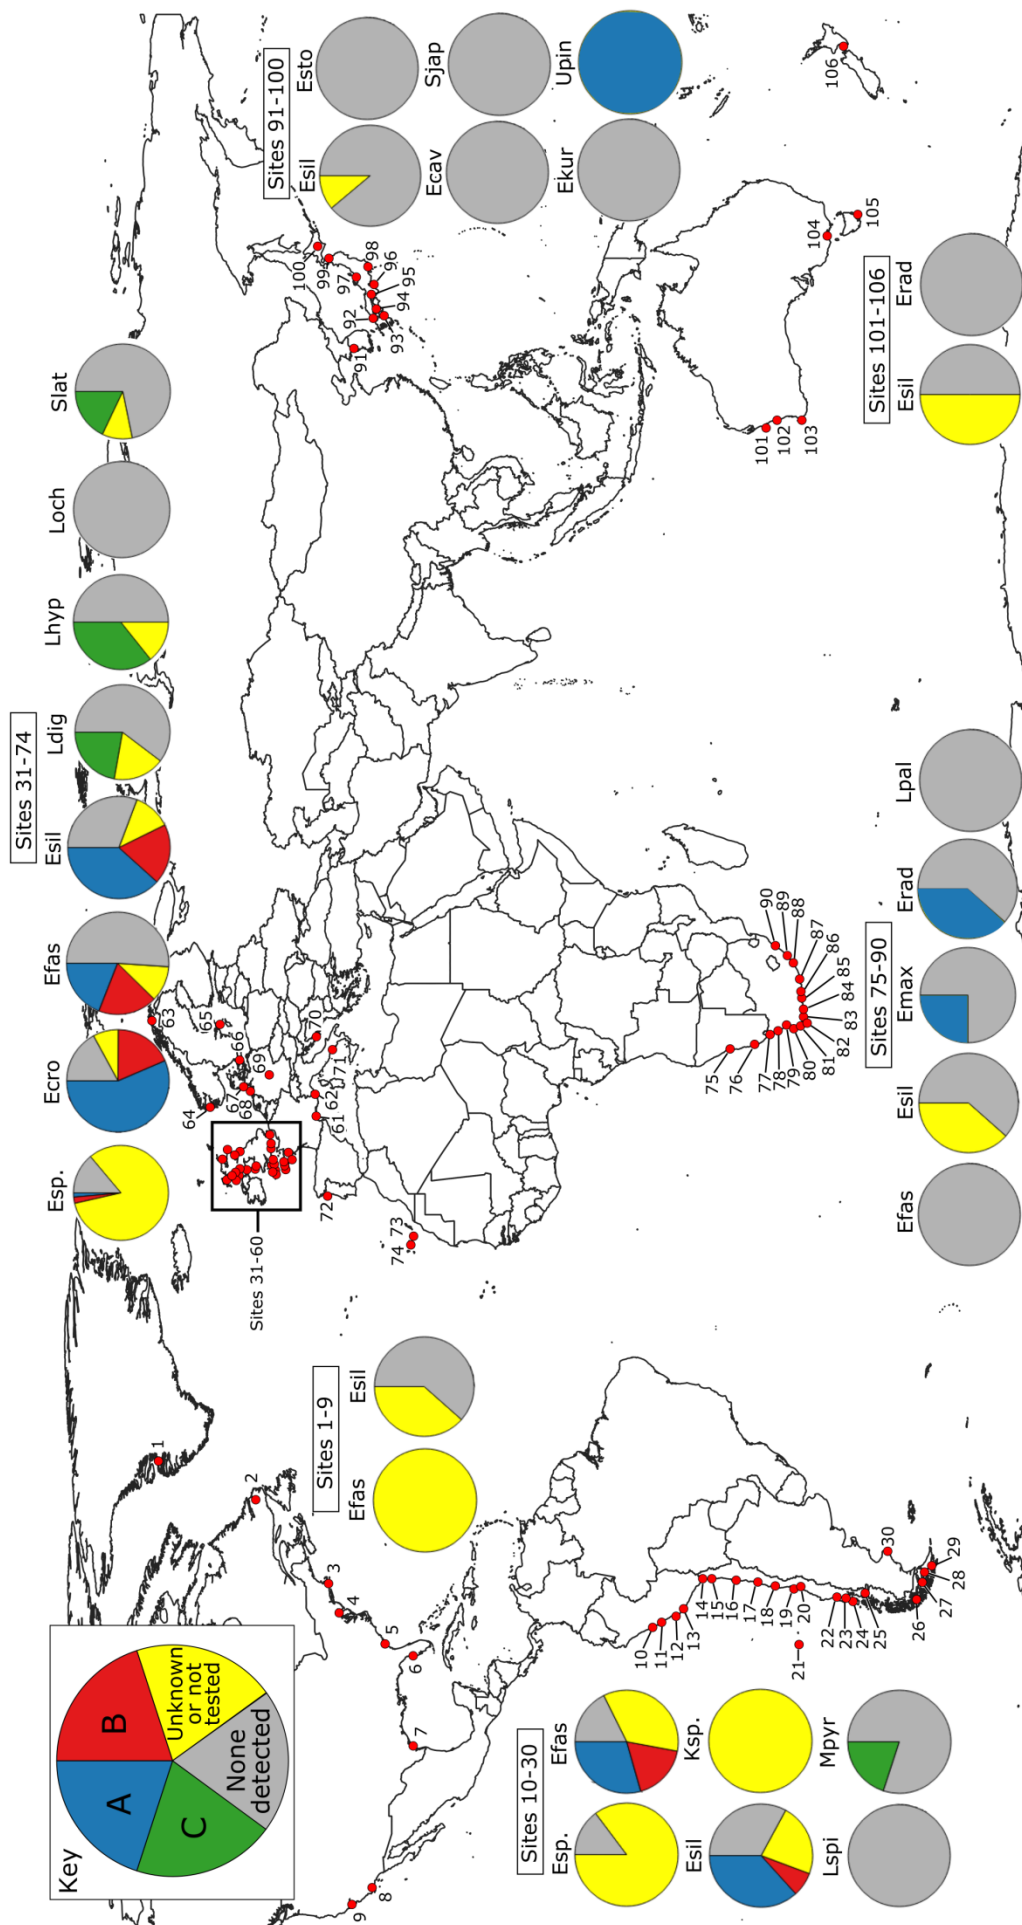 Key
A
B
C
Unknown
or not
tested
None
detected
Sites 1-9
Efas
Esil
Sites 10-30
Esp.
Efas
Esil
Ksp.
Lspi
Mpyr
Sites 31-74
Esp.
Ecro
Efas
Esil
Ldig
Lhyp
Loch
Slat
Sites 31-60
Sites 75-90
Efas
Esil
Emax
Erad
Lpal
Sites 91-100
Esil
Esto
Ecav
Sjap
Ekur
Upin
Sites 101-106
Esil
Erad
1
2
3
4
5
6
7
8
9
10
11
12
13
14
15
16
17
18
19
20
21
22
23
24
25
26
27
28
29
30
61
62
63
64
65
66
67
68
69
70
71
72
73
74
75
76
77
78
79
80
81
82
83
84
85
86
87
88
89
90
91
92
93
94
95
96
97
98
99
100
101
102
103
104
105
106